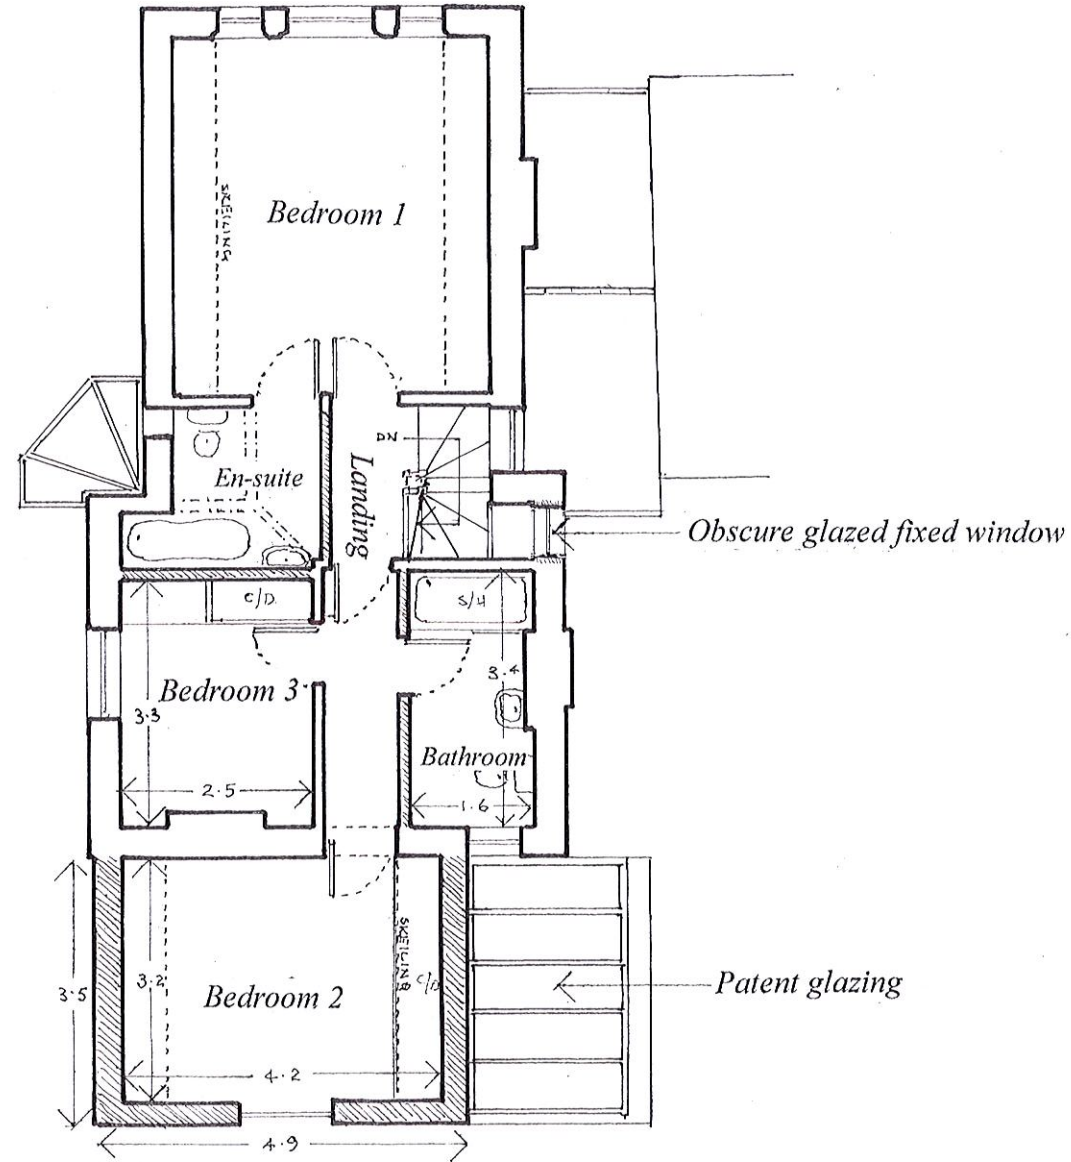 SKEILING
Bedroom 1
DN
En-suite
Landing
Obscure glazed fixed window
C/D
S/H
3.4
Bedroom 3
3.3
Bathroom
2.5
1.6
SKEILING
C/D
3.2
3.5
Bedroom 2
Patent glazing
4.2
4.9